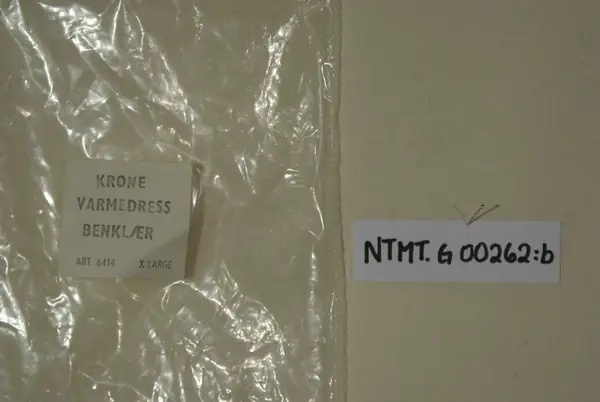 KRONE
VARMEDRESS
BENKLÆR
ART. 6414 X LARGE
NTMT. G 00262:b